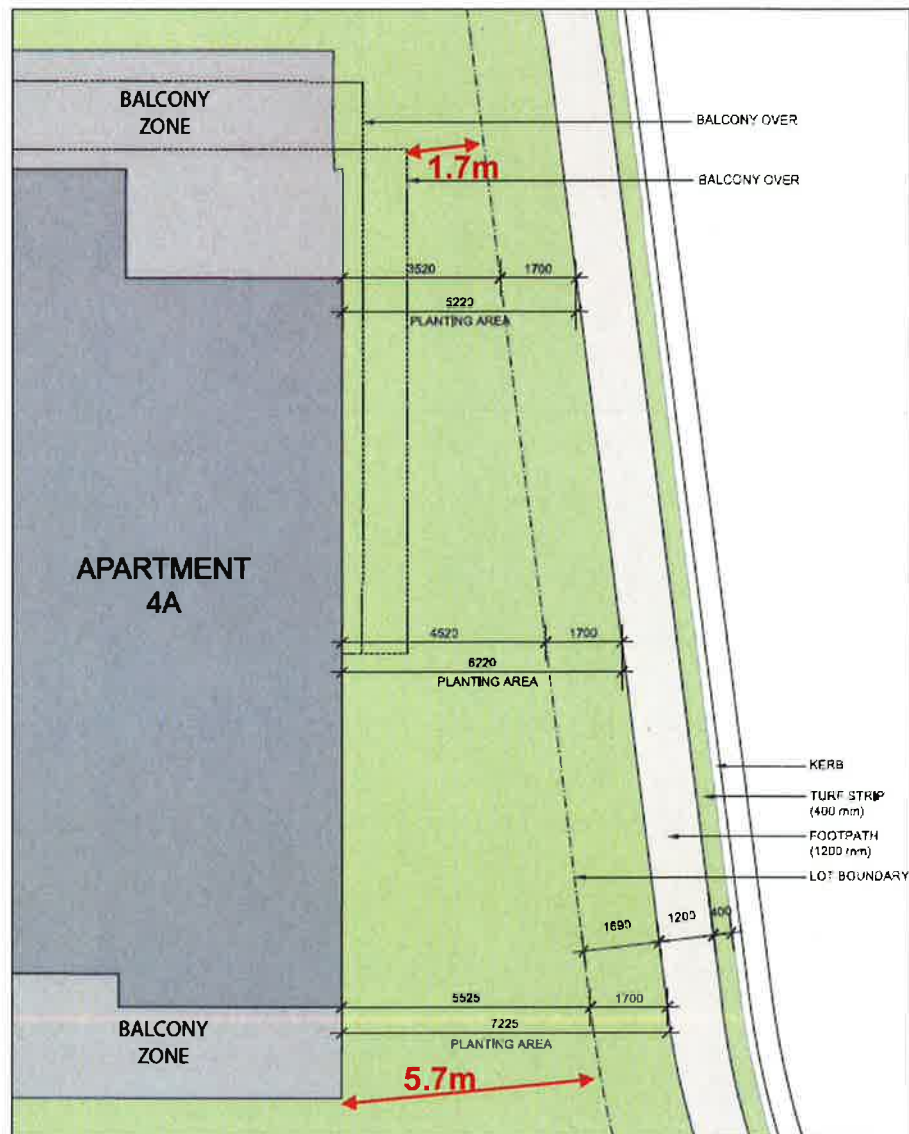 BALCONY
ZONE
BALCONY OVER
1.7m
BALCONY OVER
3520
1700
5220
PLANTING AREA
APARTMENT
4A
4520
1700
6220
PLANTING AREA
KERB
TURF STRIP
(400 mm)
FOOTPATH
(1200 mm)
LOT BOUNDARY
1690
1200
400
5525
1700
7225
PLANTING AREA
BALCONY
ZONE
5.7m